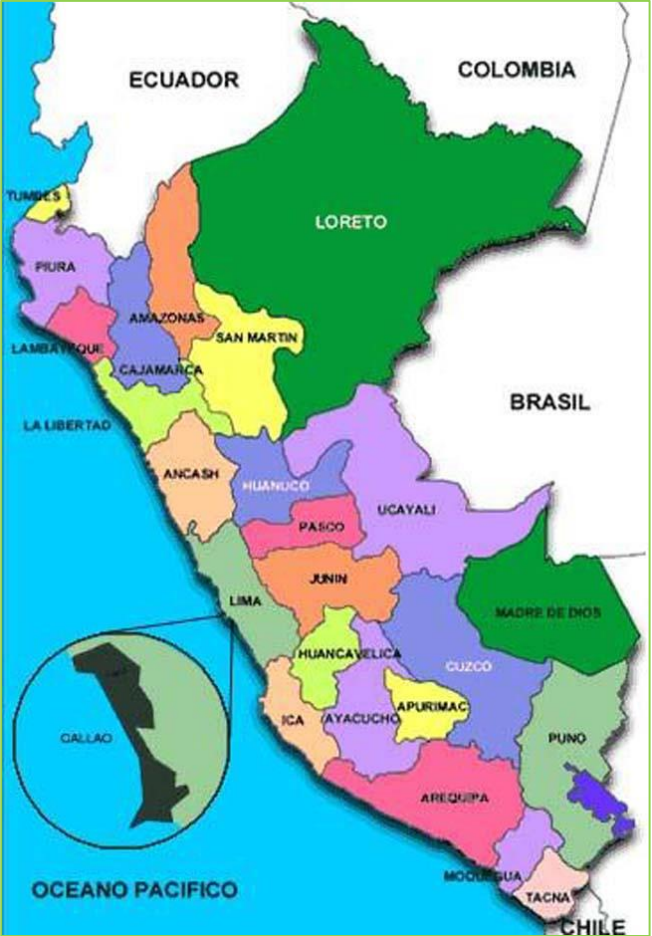 COLOMBIA
ECUADOR
TUMBES
LORETO
PIURA
AMAZONAS
SAN MARTIN
LAMBAYEQUE
CAJAMARCA
BRASIL
LA LIBERTAD
ANCASH
HUANUCO
UCAYALI
PASCO
JUNIN
LIMA
MADRE DE DIOS
HUANCAVELICA
CUZCO
APURIMAC
ICA
AYACUCHO
CALLAO
PUNO
AREQUIPA
MOQUEGUA
OCEANO PACIFICO
TACNA
CHILE